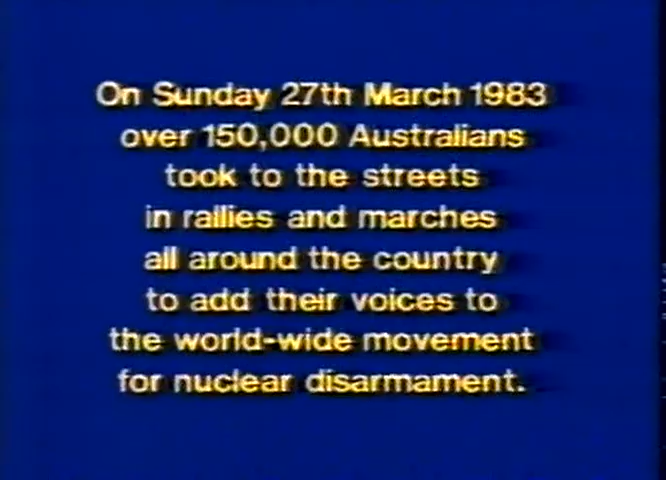 On Sunday 27th March 1983
over 150,000 Australians
took to the streets
in rallies and marches
all around the country
to add their voices to
the world-wide movement
for nuclear disarmament.